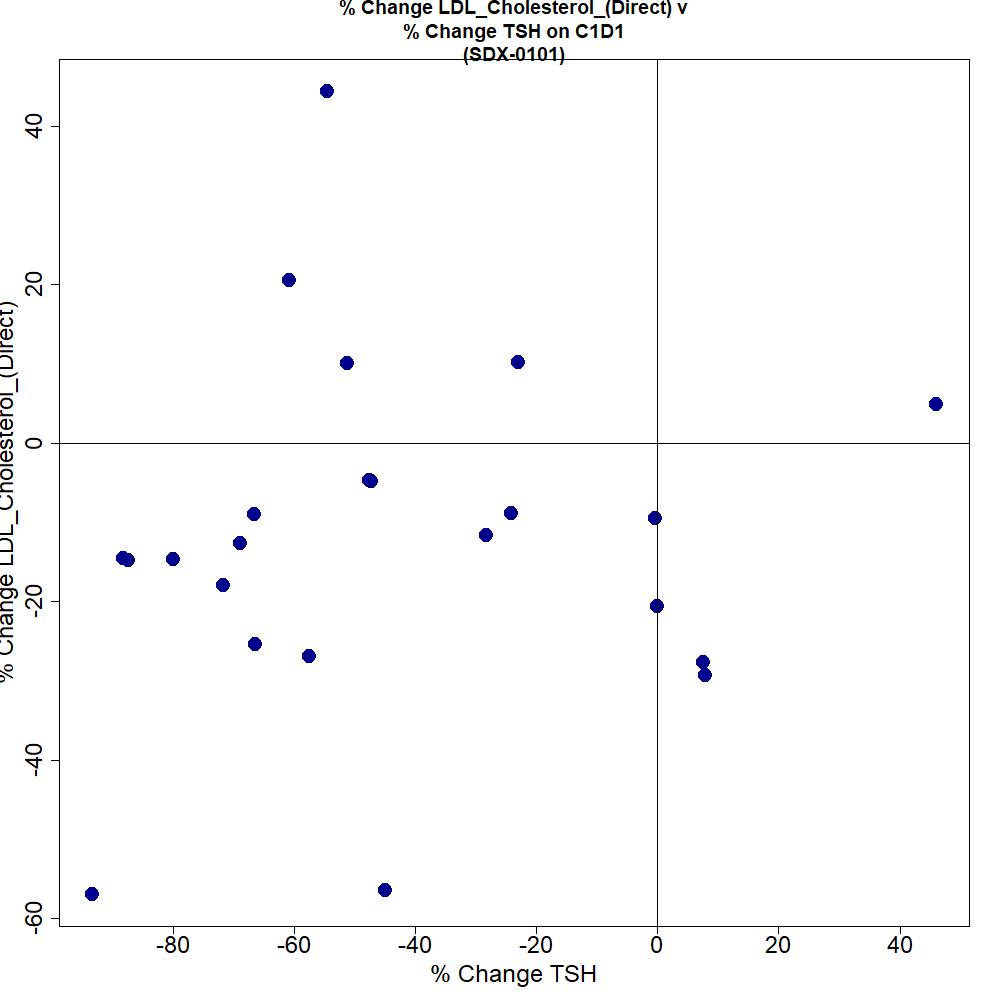 % Change LDL_Cholesterol_(Direct) v
% Change TSH on C1D1
(SDX-0101)
% Change LDL_Cholesterol_(Direct)
40
20
0
-20
-40
-60
-80
-60
-40
-20
0
20
40
% Change TSH